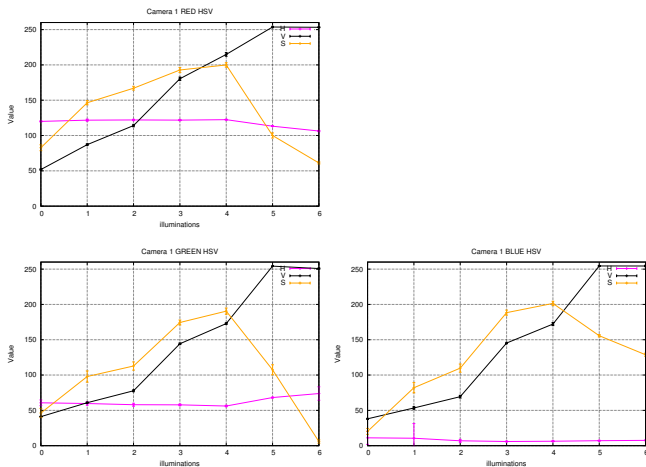 Camera 1 RED HSV
H
V
S
Value
250
200
150
100
50
0
0 1 2 3 4 5 6
illuminations
Camera 1 GREEN HSV
H
V
S
Value
250
200
150
100
50
0
0 1 2 3 4 5 6
illuminations
Camera 1 BLUE HSV
H
V
S
Value
250
200
150
100
50
0
0 1 2 3 4 5 6
illuminations